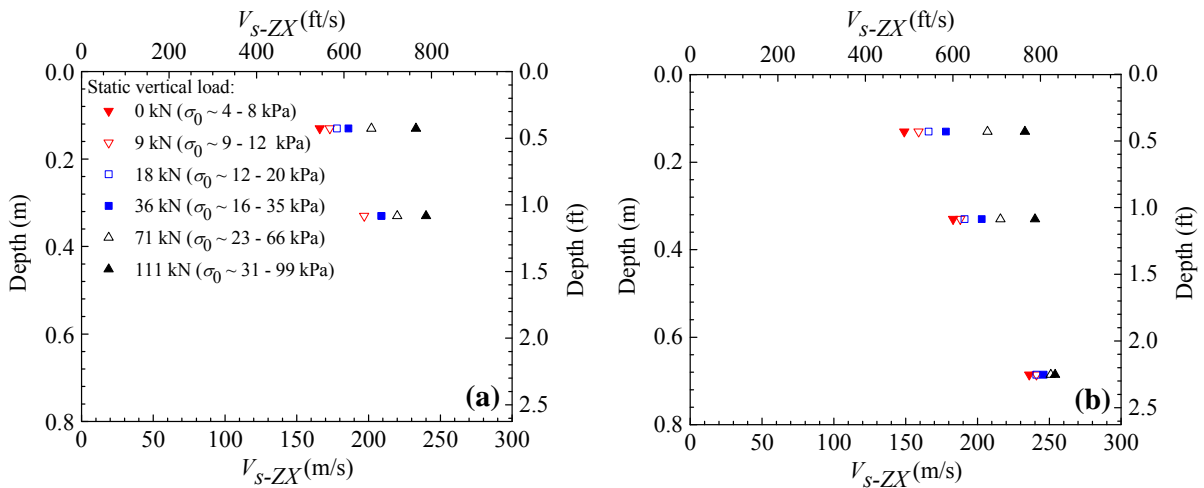 V_{s-ZX} (ft/s)
0 200 400 600 800
0.0 0.2 0.4 0.6 0.8
Depth (m)
Static vertical load:
0 kN (σ₀ ~ 4 - 8 kPa)
9 kN (σ₀ ~ 9 - 12 kPa)
18 kN (σ₀ ~ 12 - 20 kPa)
36 kN (σ₀ ~ 16 - 35 kPa)
71 kN (σ₀ ~ 23 - 66 kPa)
111 kN (σ₀ ~ 31 - 99 kPa)
(a)
0.0 0.5 1.0 1.5 2.0 2.5
Depth (ft)
0 50 100 150 200 250 300
V_{s-ZX} (m/s)
V_{s-ZX} (ft/s)
0 200 400 600 800
0.0 0.2 0.4 0.6 0.8
Depth (m)
(b)
0.0 0.5 1.0 1.5 2.0 2.5
Depth (ft)
0 50 100 150 200 250 300
V_{s-ZX} (m/s)